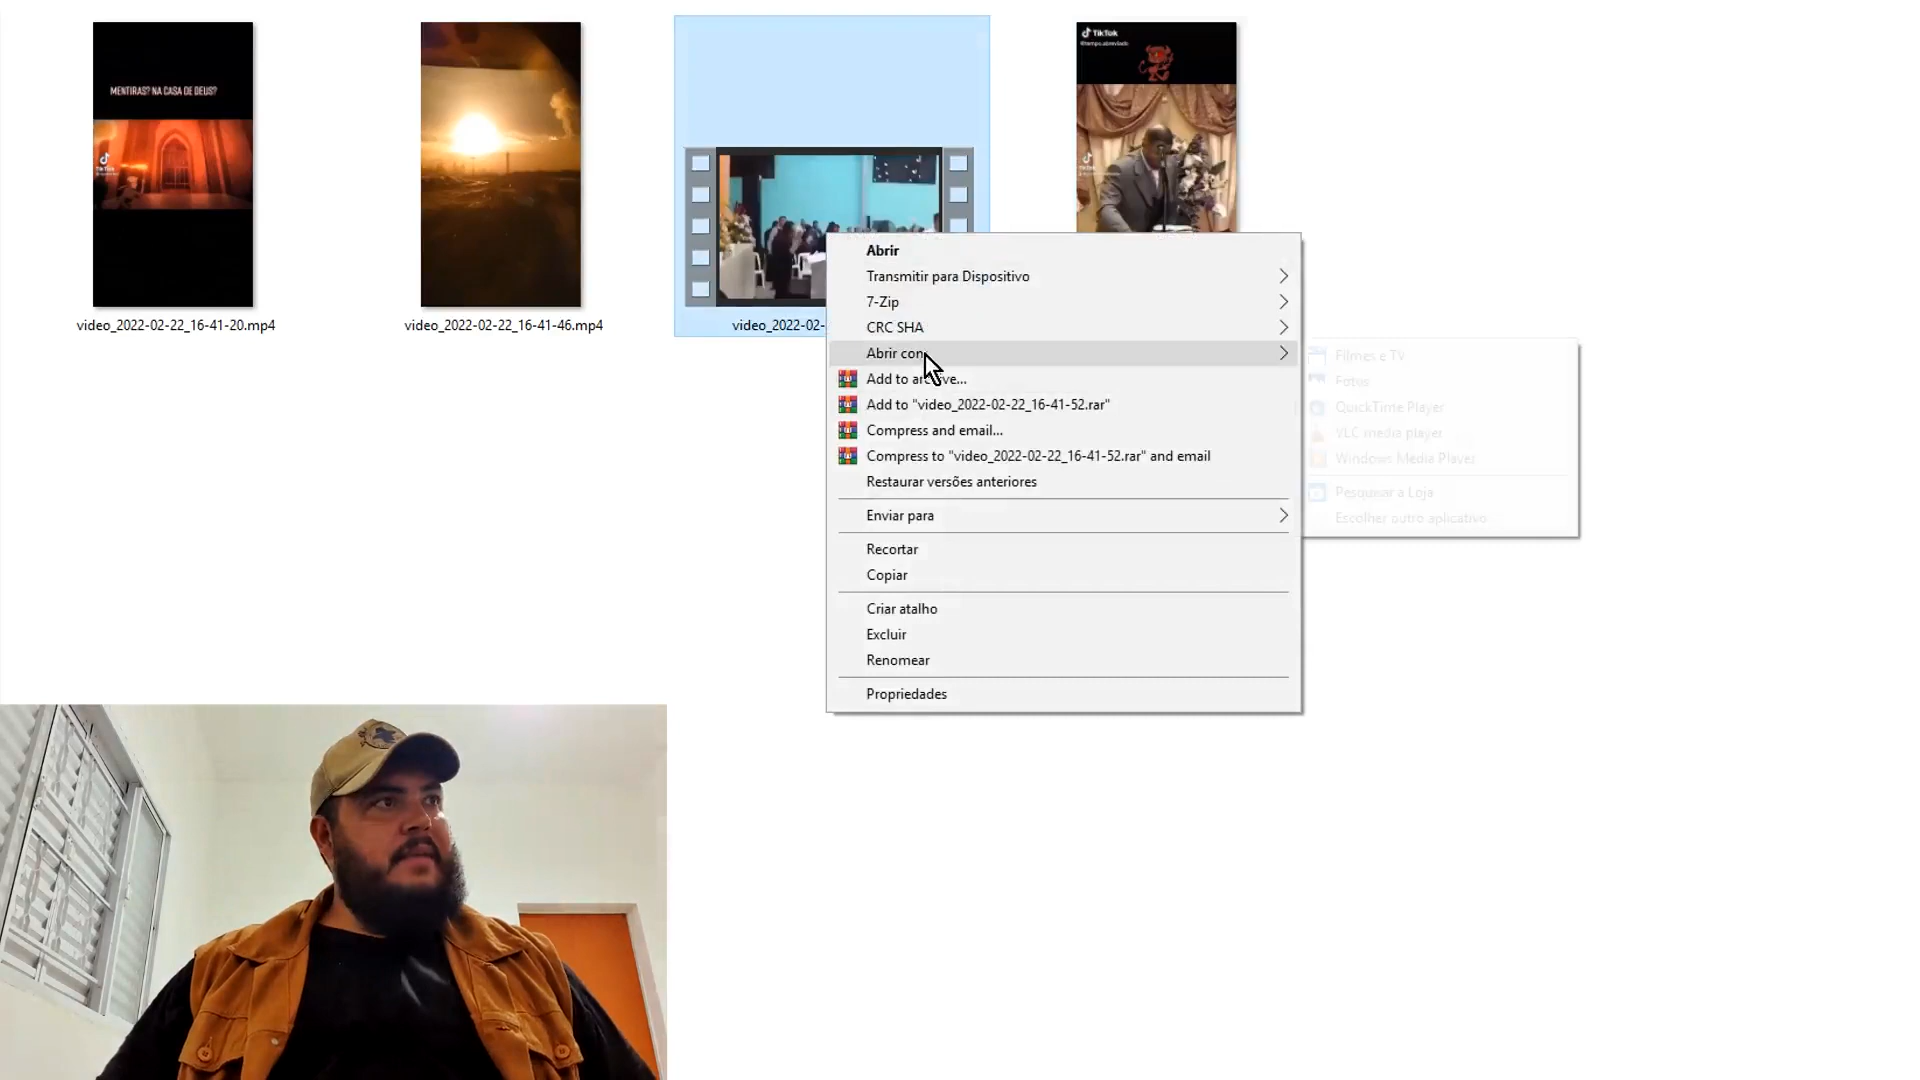 MENTIRAS? NA CASA DE DEUS?
TikTok
TikTok
video_2022-02-22_16-41-20.mp4
video_2022-02-22_16-41-46.mp4
video_2022-02-
Abrir
Transmitir para Dispositivo
7-Zip
CRC SHA
Abrir con
Add to archive...
Add to "video_2022-02-22_16-41-52.rar"
Compress and email...
Compress to "video_2022-02-22_16-41-52.rar" and email
Restaurar versões anteriores
Enviar para
Recortar
Copiar
Criar atalho
Excluir
Renomear
Propriedades
Filmes e TV
Fotos
QuickTime Player
VLC media player
Windows Media Player
Pesquisar a Loja
Escolher outro aplicativo